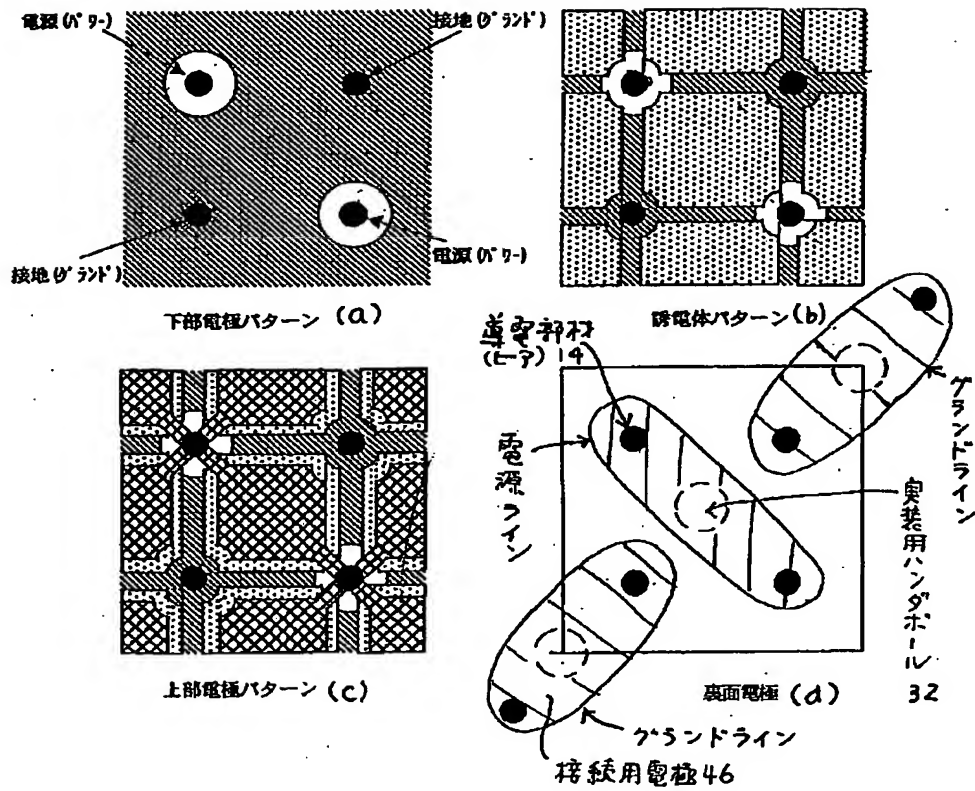 電源(パワー)
接地(グランド)
接地(グランド)
電源(パワー)
下部電極パターン (a)
誘電体パターン (b)
上部電極パターン (c)
導電部材
(ビーア) 14
電源ライン
グランドライン
実装用ハンダボール
32
裏面電極 (d)
グランドライン
接続用電極46